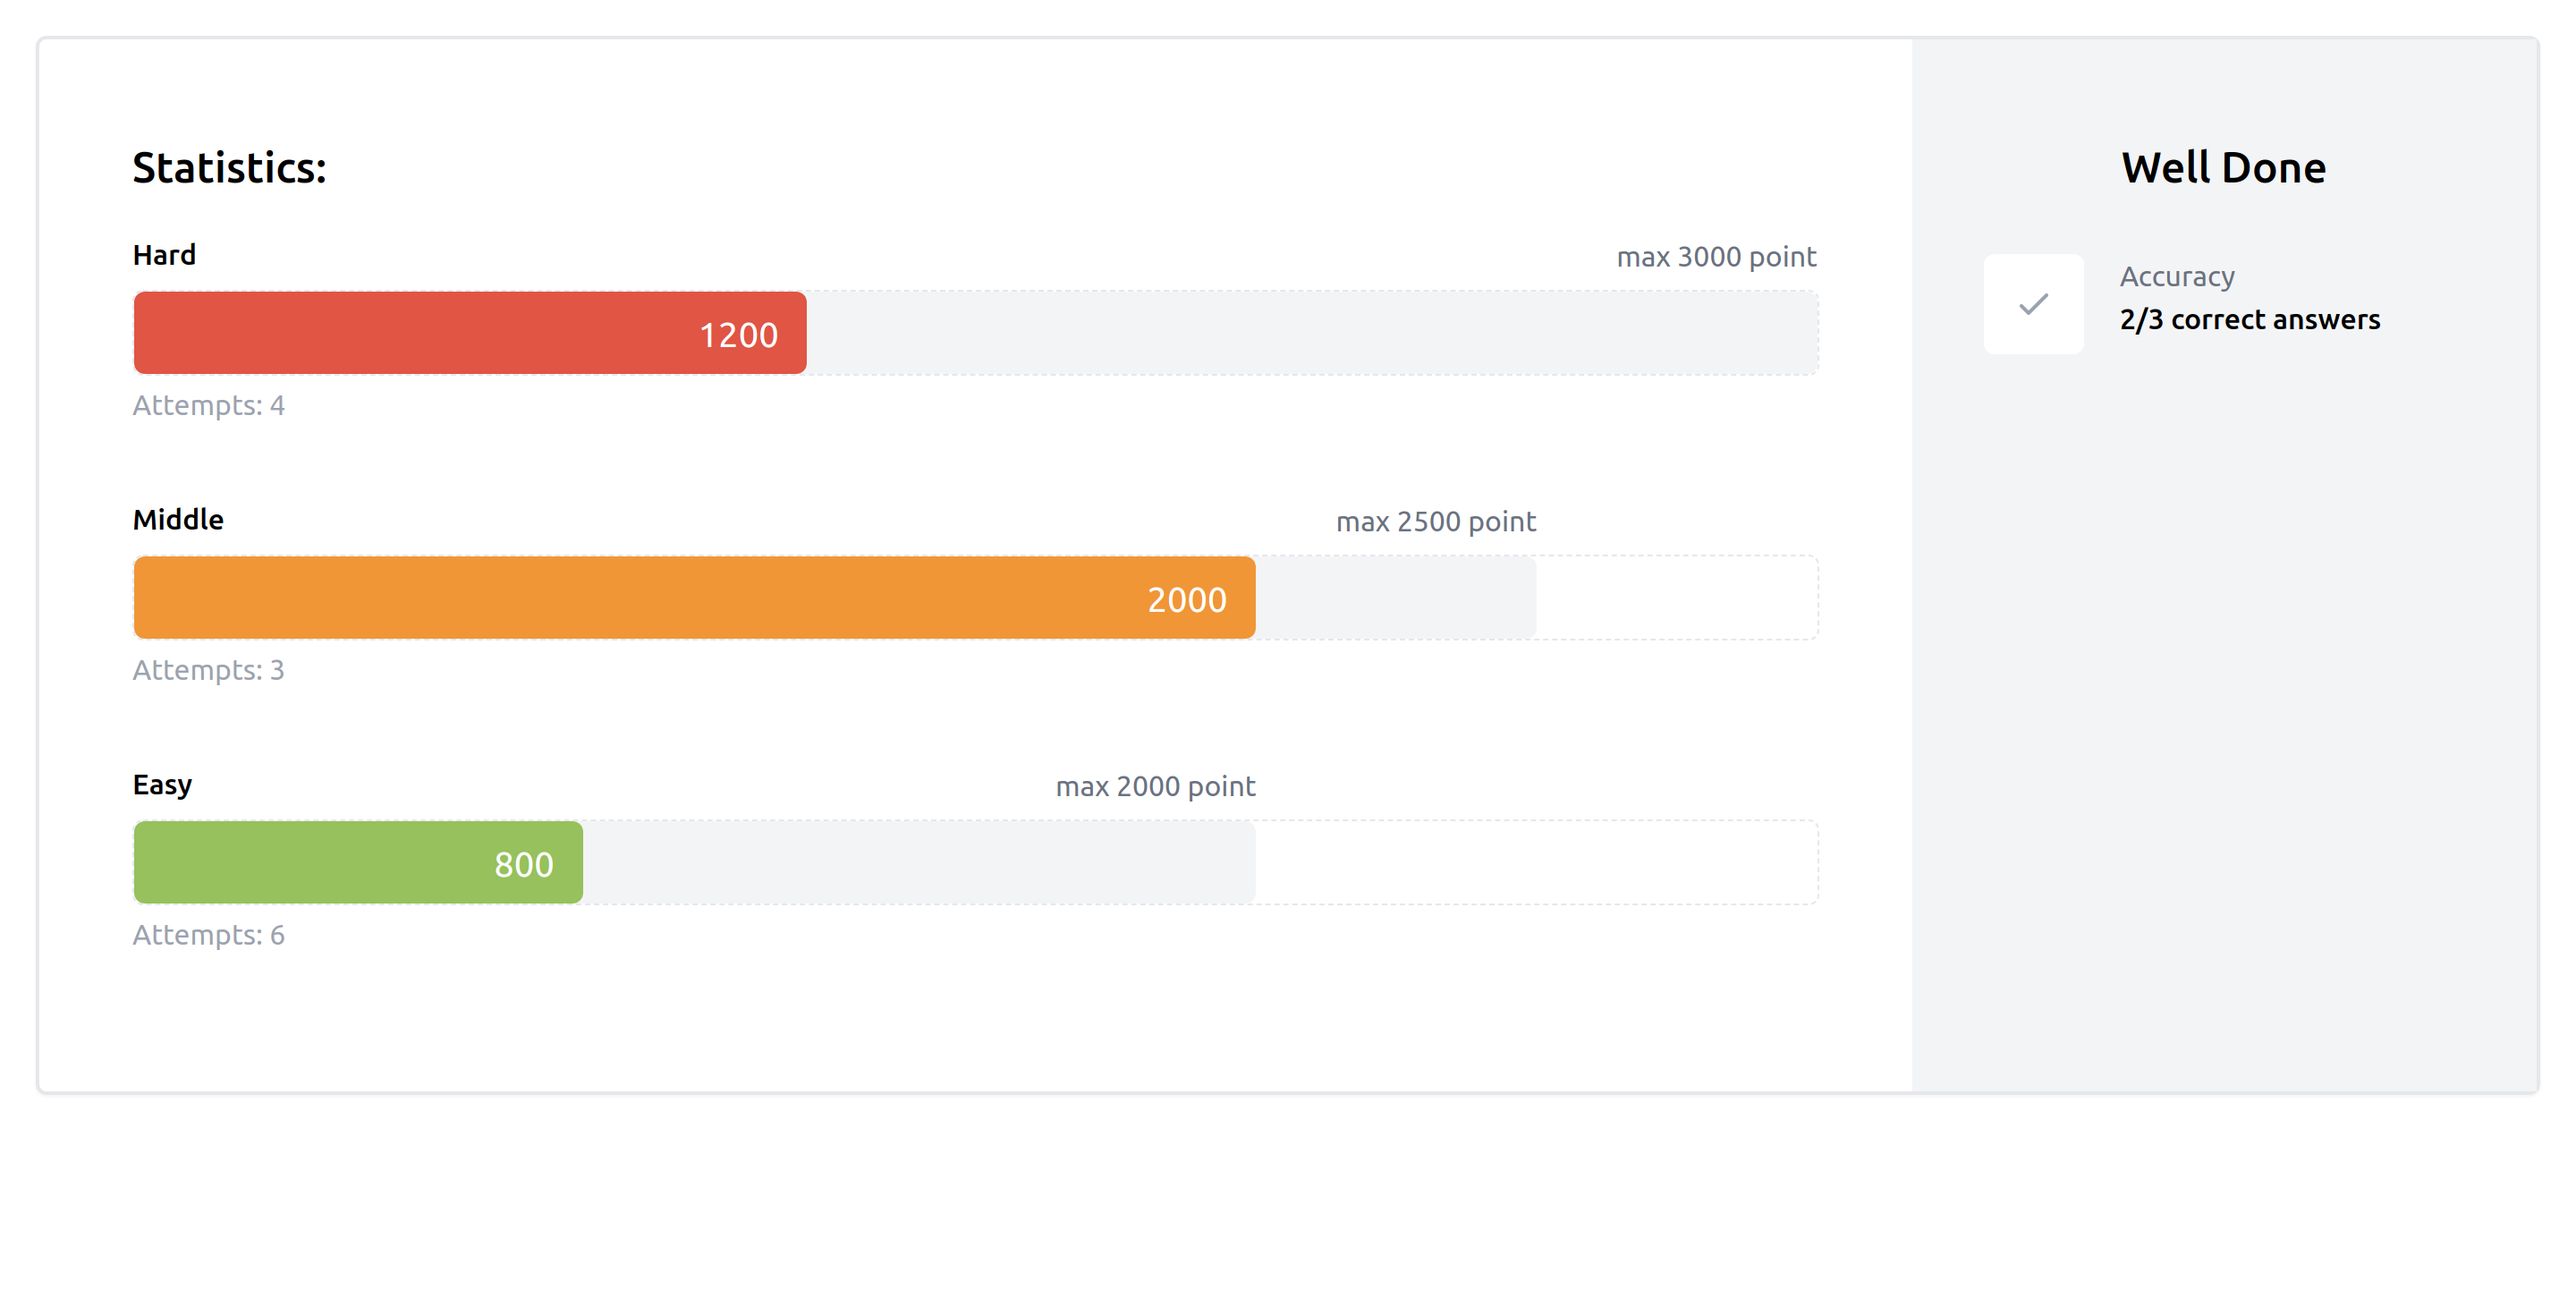 Statistics:
Hard
max 3000 point
1200
Attempts: 4
Middle
max 2500 point
2000
Attempts: 3
Easy
max 2000 point
800
Attempts: 6
Well Done
Accuracy
2/3 correct answers